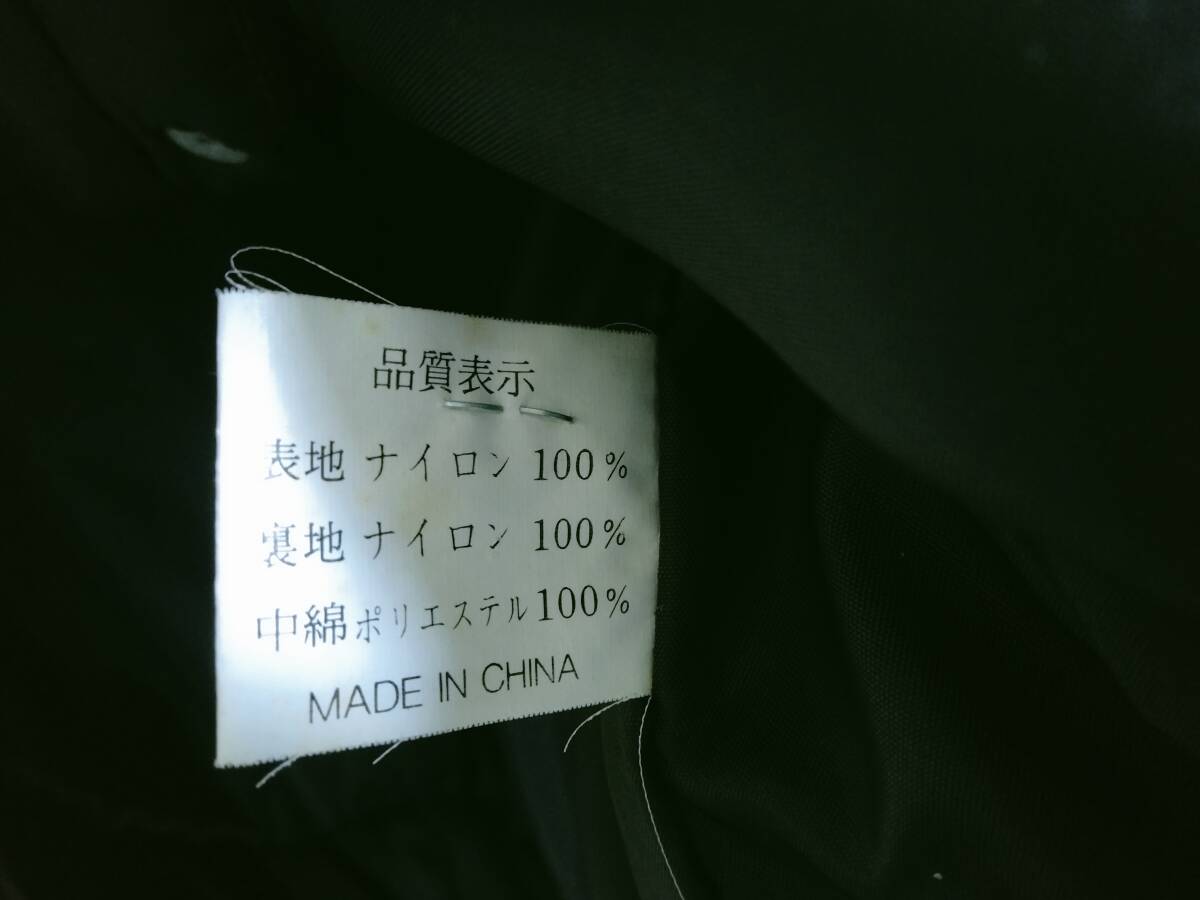 品質表示
表地 ナイロン 100%
裏地 ナイロン 100%
中綿ポリエステル100%
MADE IN CHINA